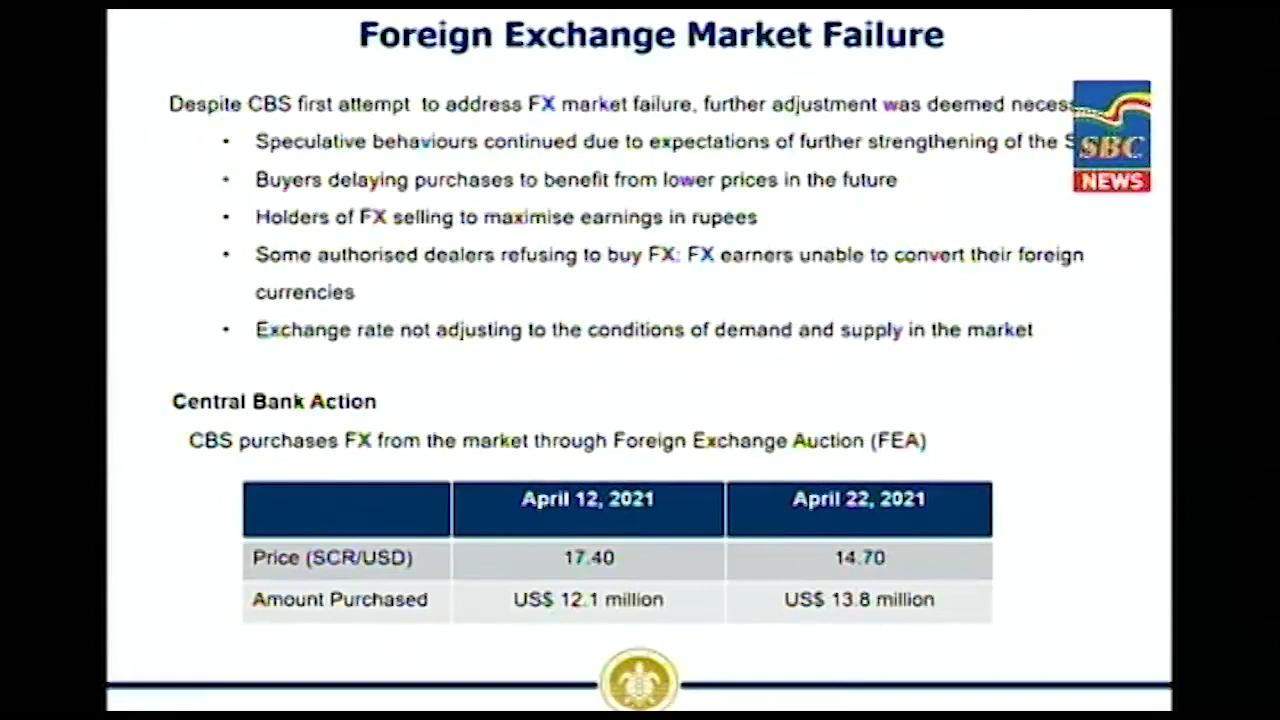 Foreign Exchange Market Failure
Despite CBS first attempt to address FX market failure, further adjustment was deemed
• Speculative behaviours continued due to expectations of further strengthening of the
• Buyers delaying purchases to benefit from lower prices in the future
• Holders of FX selling to maximise earnings in rupees
• Some authorised dealers refusing to buy FX: FX earners unable to convert their foreign
currencies
• Exchange rate not adjusting to the conditions of demand and supply in the market
SBC
NEWS
Central Bank Action
CBS purchases FX from the market through Foreign Exchange Auction (FEA)
April 12, 2021 April 22, 2021
Price (SCR/USD) 17.40 14.70
Amount Purchased US$ 12.1 million US$ 13.8 million